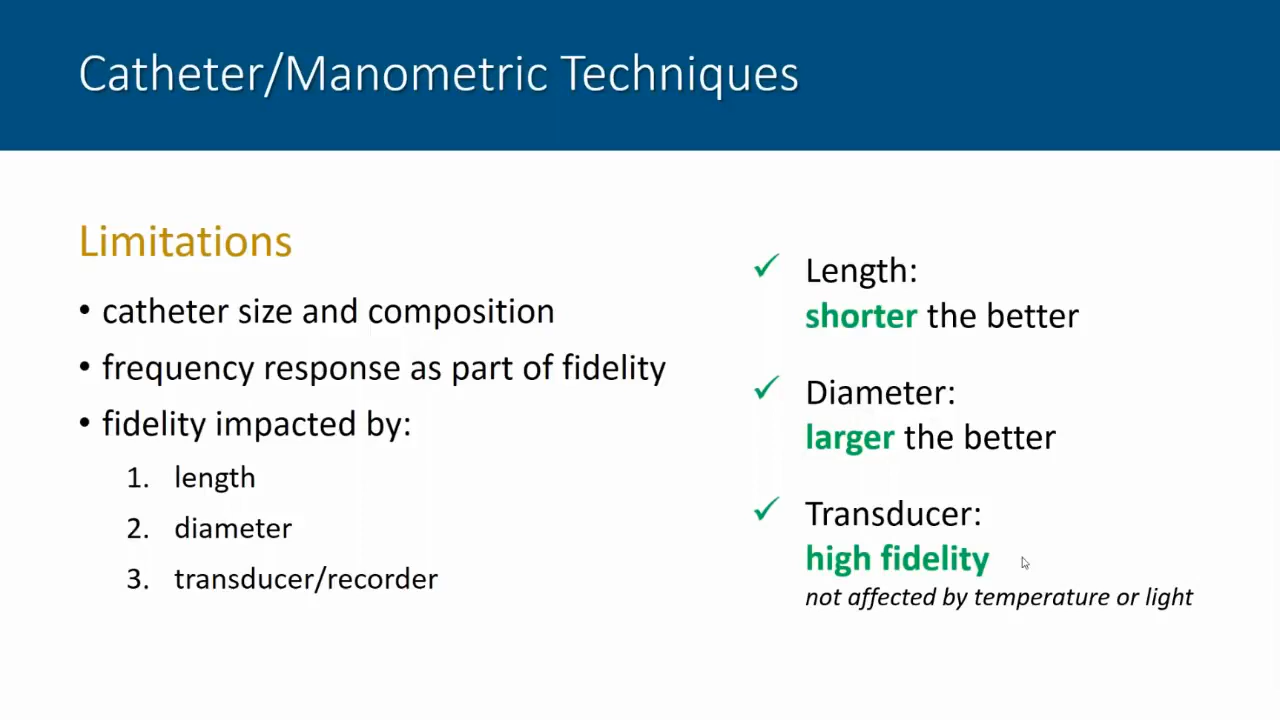 Catheter/Manometric Techniques
Limitations
• catheter size and composition
• frequency response as part of fidelity
• fidelity impacted by:
1. length
2. diameter
3. transducer/recorder
✓ Length:
shorter the better
✓ Diameter:
larger the better
✓ Transducer:
high fidelity
not affected by temperature or light